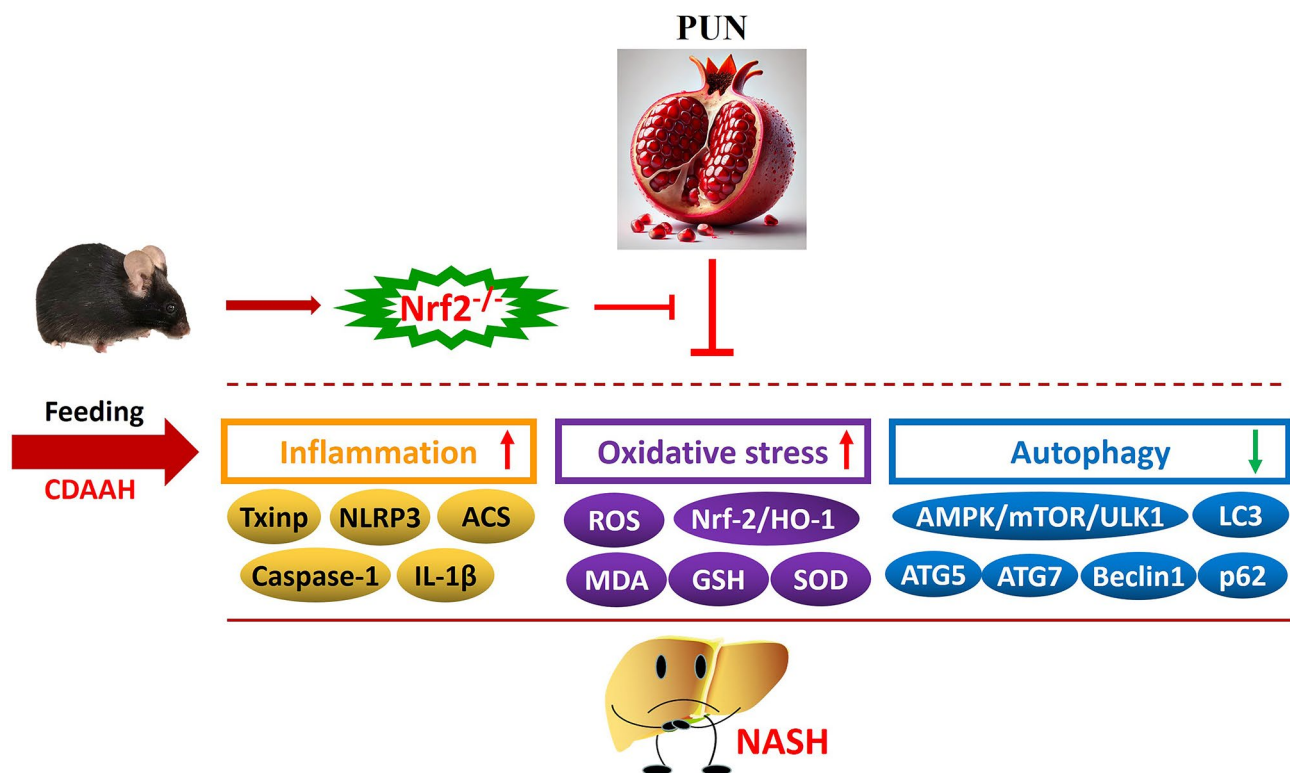 PUN
Nrf2-/-
Feeding
CDAAH
Inflammation
Oxidative stress
Autophagy
Txinp NLRP3 ACS
Caspase-1 IL-1β
ROS Nrf-2/HO-1
MDA GSH SOD
AMPK/mTOR/ULK1 LC3
ATG5 ATG7 Beclin1 p62
NASH